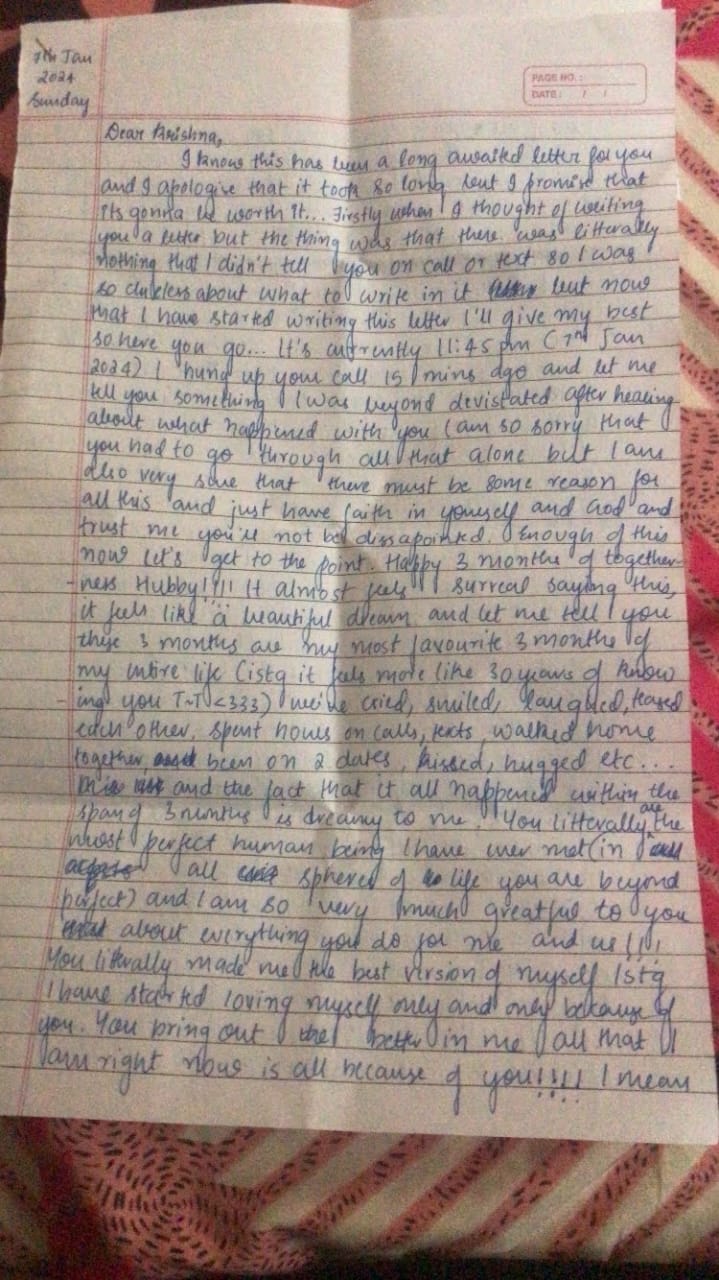 7th Jan
2024
Sunday
PAGE NO. :
DATE : / /
Dear Krishna,
I know this has been a long awaited letter for you
and I apologise that it took so long but I promise that
its gonna be worth it... Firstly when I thought of writing
you a letter but the thing was that there was litterally
nothing that I didn't tell you on call or text so I was
so clueless about what to write in it but now
that I have started writing this letter I'll give my best
so here you go... It's currently 11:45 pm (7th Jan
2024) I hung up your call 15 mins ago and let me
tell you something I was beyond devistated after hearing
about what happened with you I am so sorry that
you had to go through all that alone but I am
also very sure that there must be some reason for
all this and just have faith in yourself and God and
trust me you'll not be dissapointed. Enough of this
now let's get to the point. Happy 3 months of together-
-ness Hubby!!!! It almost feels surreal saying this,
it feels like a beautiful dream and let me tell you
these 3 months are my most favourite 3 months of
my entire life (istg it feels more like 30 years of know
-ing you T~T <333) we've cried, smiled, laughed, teased
each other, spent hours on calls, texts, walked home
together, been on 2 dates, kissed, hugged etc...
and the fact that it all happened within the
span of 3 months is dreamy to me. You litterally are the
most perfect human being I have ever met (in
all spheres of life you are beyond
perfect) and I am so very much greatful to you
about everything you do for me and us!!!!
You literally made me the best version of myself Istg
I have started loving myself only and only because of
you. You bring out the better in me all that I
am right now is all because of you!!!! I mean